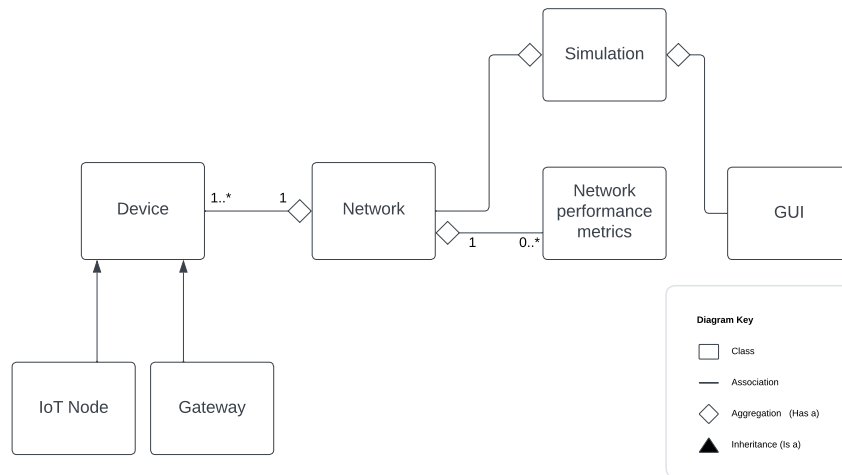 Simulation
Device
1..*
1
Network
Network
performance
metrics
GUI
1
0..*
IoT Node
Gateway
Diagram Key
Class
Association
Aggregation (Has a)
Inheritance (Is a)